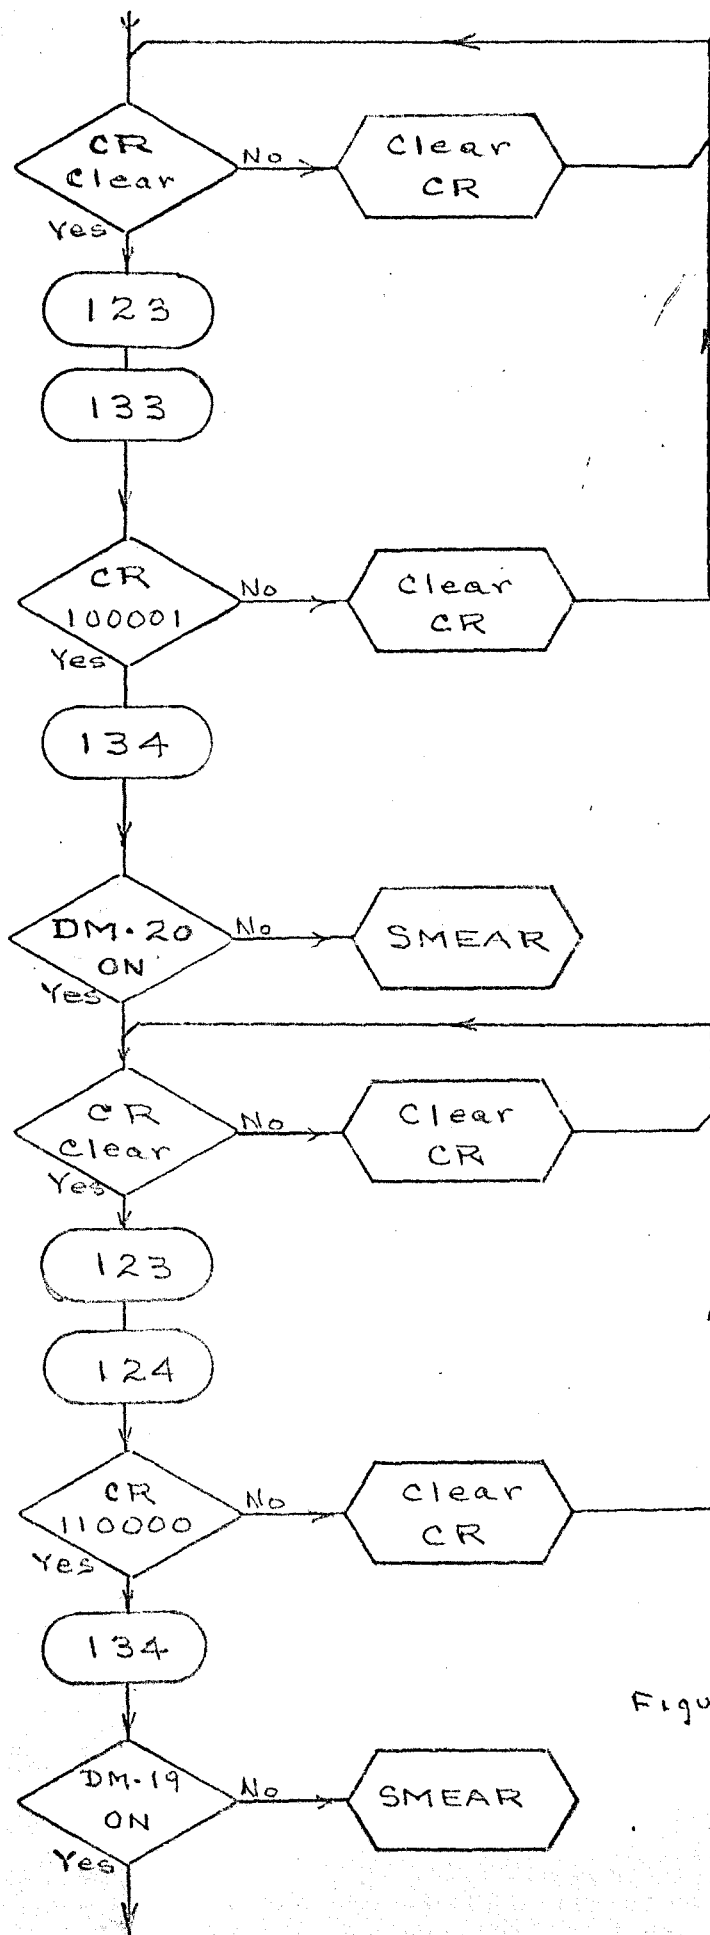 CR
Clear
No
Clear
CR
Yes
123
133
CR
100001
No
Clear
CR
Yes
134
DM-20
ON
No
SMEAR
Yes
CR
Clear
No
Clear
CR
Yes
123
124
CR
110000
No
Clear
CR
Yes
134
Figu
DM-19
ON
No
SMEAR
Yes